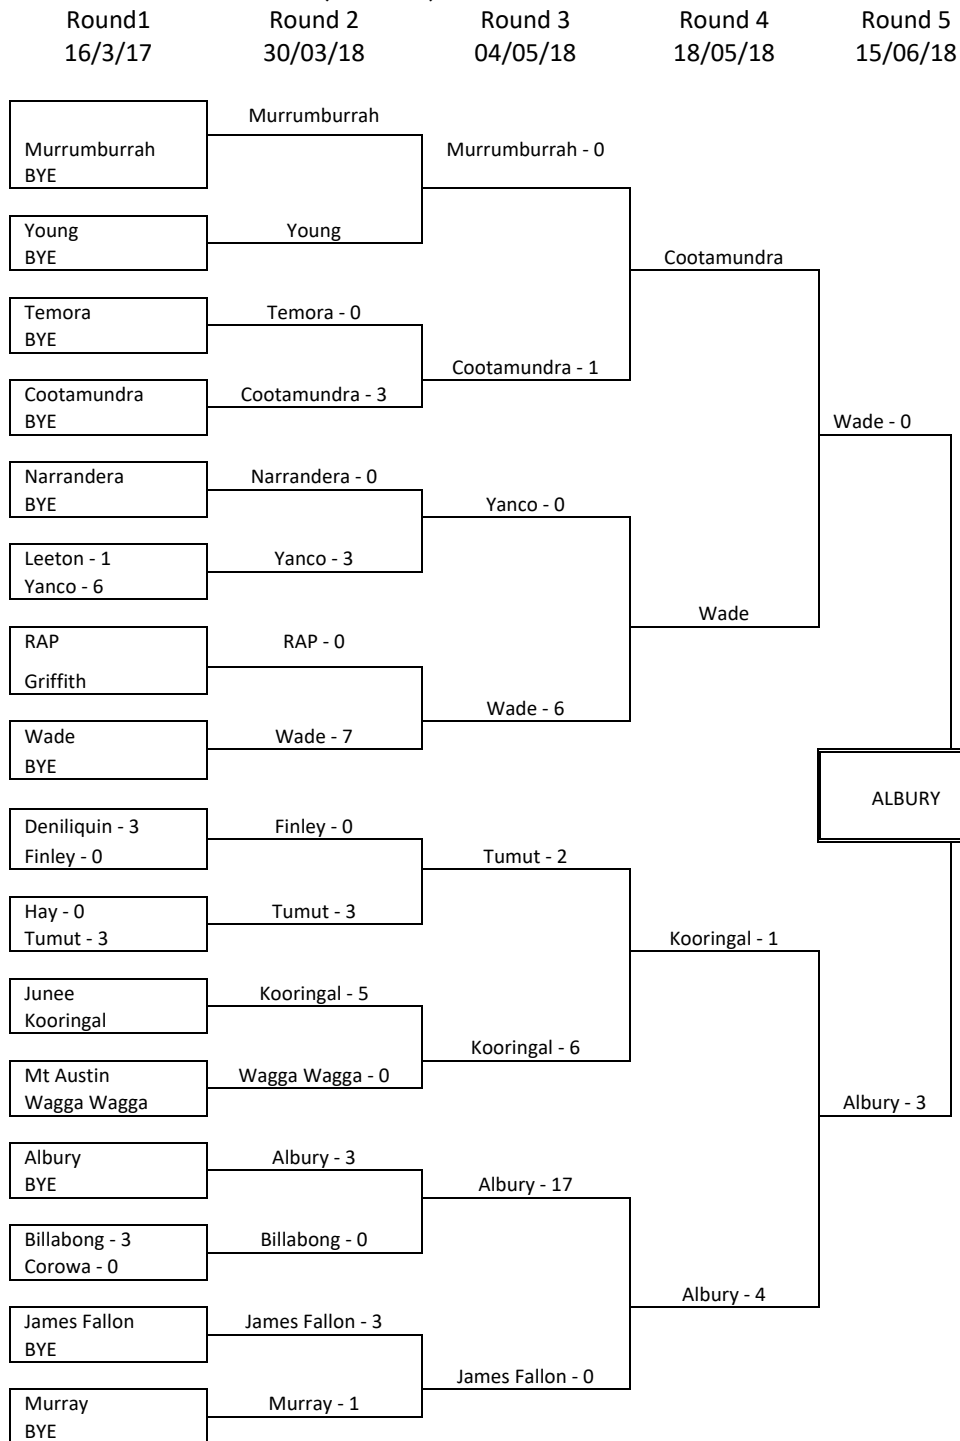 Round1 Round 2 Round 3 Round 4 Round 5
16/3/17 30/03/18 04/05/18 18/05/18 15/06/18
Murrumburrah
Murrumburrah Murrumburrah - 0
BYE
Young Young
BYE Cootamundra
Temora Temora - 0
BYE
Cootamundra - 1
Cootamundra Cootamundra - 3
BYE Wade - 0
Narrandera Narrandera - 0
BYE Yanco - 0
Leeton - 1 Yanco - 3
Yanco - 6
Wade
RAP RAP - 0
Griffith
Wade - 6
Wade Wade - 7
BYE
ALBURY
Deniliquin - 3 Finley - 0
Finley - 0 Tumut - 2
Hay - 0 Tumut - 3
Tumut - 3 Kooringal - 1
Junee Kooringal - 5
Kooringal
Kooringal - 6
Mt Austin Wagga Wagga - 0
Wagga Wagga Albury - 3
Albury Albury - 3
BYE Albury - 17
Billabong - 3 Billabong - 0
Corowa - 0
Albury - 4
James Fallon James Fallon - 3
BYE
James Fallon - 0
Murray Murray - 1
BYE